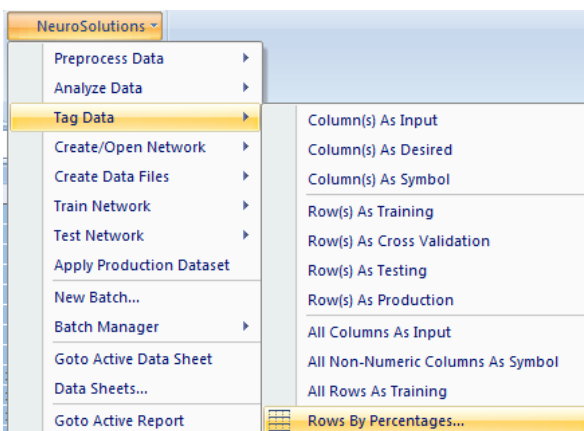 NeuroSolutions
Preprocess Data
Analyze Data
Tag Data
Create/Open Network
Create Data Files
Train Network
Test Network
Apply Production Dataset
New Batch...
Batch Manager
Goto Active Data Sheet
Data Sheets...
Goto Active Report
Column(s) As Input
Column(s) As Desired
Column(s) As Symbol
Row(s) As Training
Row(s) As Cross Validation
Row(s) As Testing
Row(s) As Production
All Columns As Input
All Non-Numeric Columns As Symbol
All Rows As Training
Rows By Percentages...